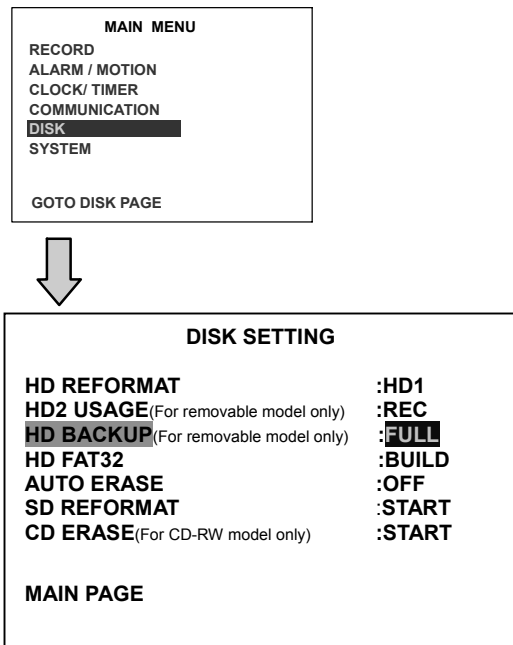 MAIN MENU
RECORD
ALARM / MOTION
CLOCK/ TIMER
COMMUNICATION
DISK
SYSTEM
GOTO DISK PAGE
DISK SETTING
HD REFORMAT :HD1
HD2 USAGE(For removable model only) :REC
HD BACKUP(For removable model only) :FULL
HD FAT32 :BUILD
AUTO ERASE :OFF
SD REFORMAT :START
CD ERASE(For CD-RW model only) :START
MAIN PAGE